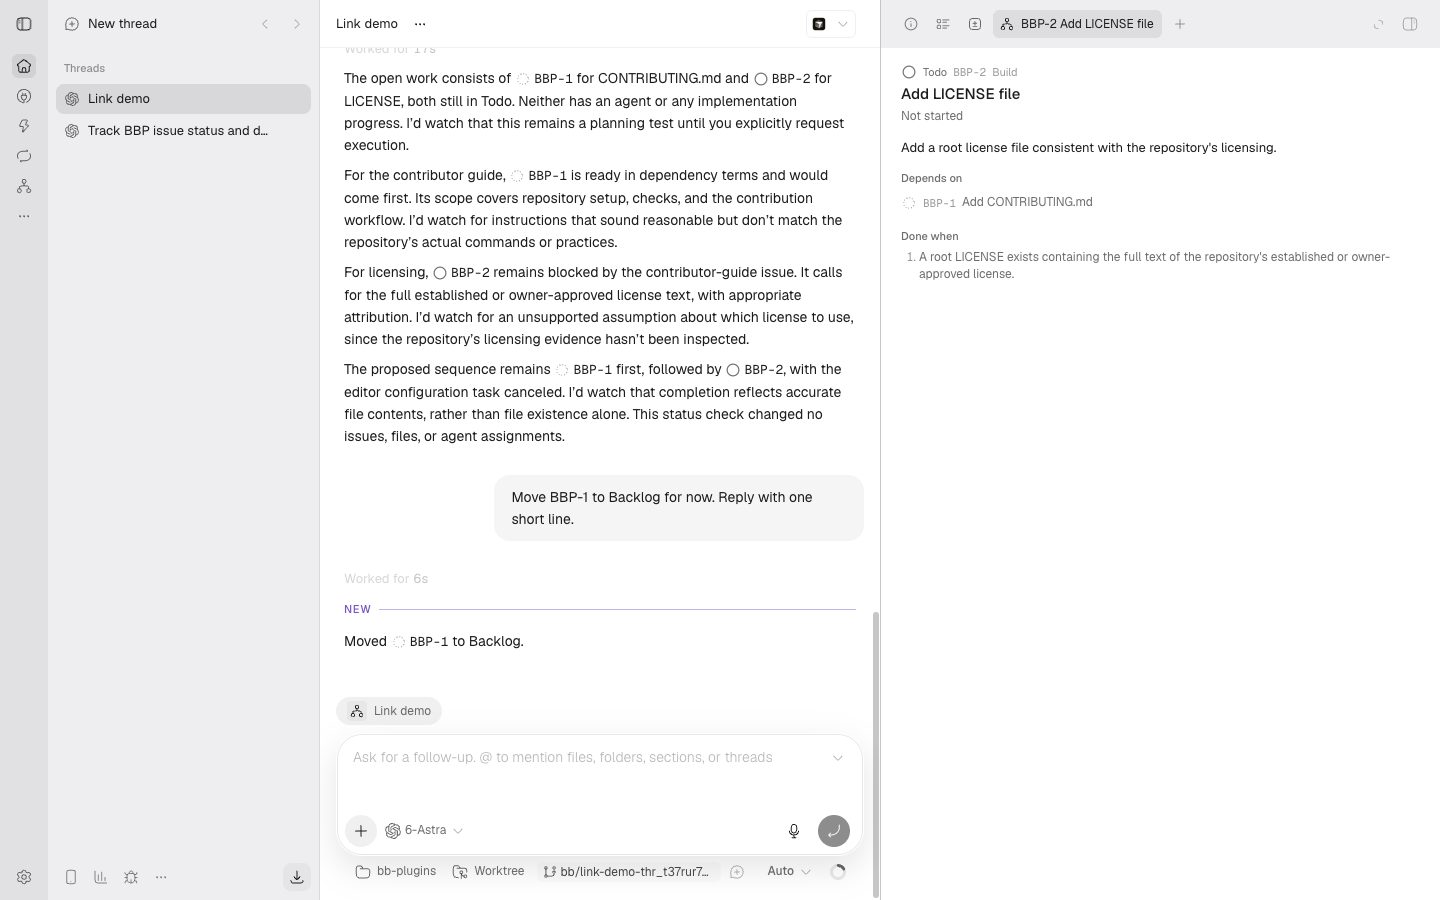 New thread
Threads
Link demo
Track BBP issue status and d...
Link demo
Worked for 17s
The open work consists of BBP-1 for CONTRIBUTING.md and BBP-2 for
LICENSE, both still in Todo. Neither has an agent or any implementation
progress. I'd watch that this remains a planning test until you explicitly request
execution.
For the contributor guide, BBP-1 is ready in dependency terms and would
come first. Its scope covers repository setup, checks, and the contribution
workflow. I'd watch for instructions that sound reasonable but don't match the
repository's actual commands or practices.
For licensing, BBP-2 remains blocked by the contributor-guide issue. It calls
for the full established or owner-approved license text, with appropriate
attribution. I'd watch for an unsupported assumption about which license to use,
since the repository's licensing evidence hasn't been inspected.
The proposed sequence remains BBP-1 first, followed by BBP-2, with the
editor configuration task canceled. I'd watch that completion reflects accurate
file contents, rather than file existence alone. This status check changed no
issues, files, or agent assignments.
Move BBP-1 to Backlog for now. Reply with one
short line.
Worked for 6s
NEW
Moved BBP-1 to Backlog.
Link demo
Ask for a follow-up. @ to mention files, folders, sections, or threads
6-Astra
bb-plugins
Worktree
bb/link-demo-thr_t37rur7...
Auto
BBP-2 Add LICENSE file
Todo BBP-2 Build
Add LICENSE file
Not started
Add a root license file consistent with the repository's licensing.
Depends on
BBP-1 Add CONTRIBUTING.md
Done when
1. A root LICENSE exists containing the full text of the repository's established or owner-
approved license.